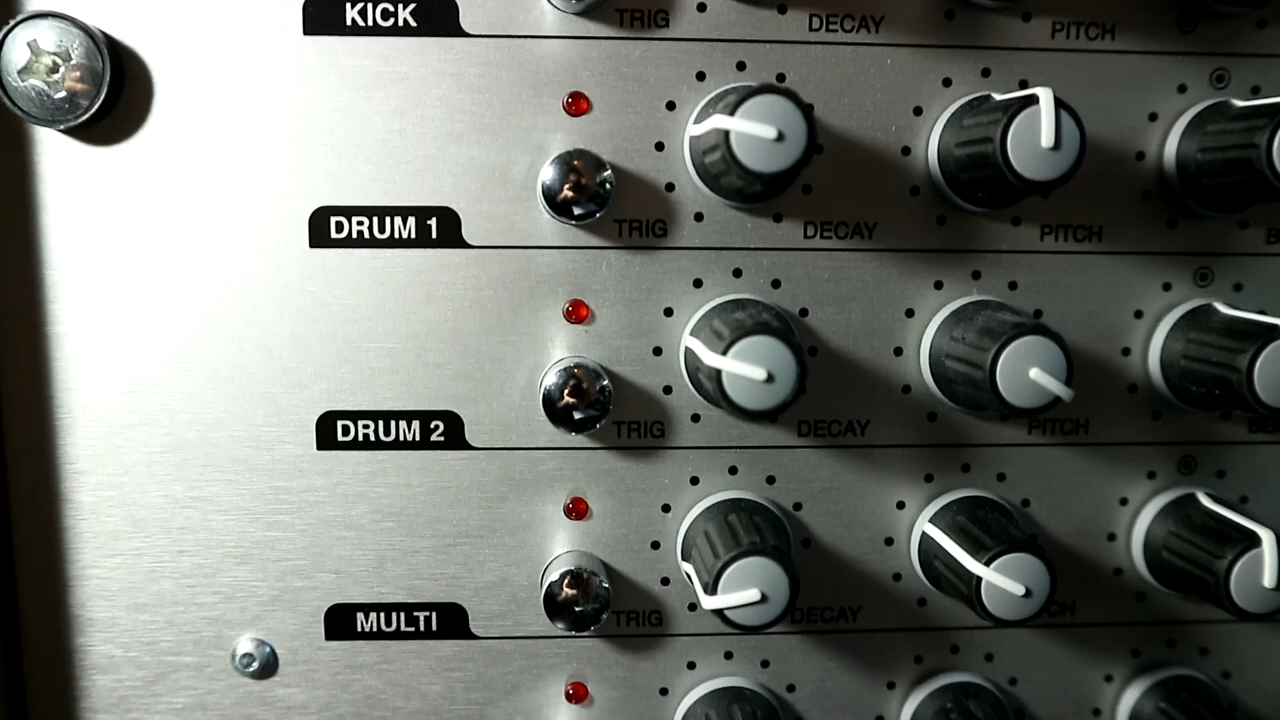 KICK TRIG DECAY PITCH
DRUM 1 TRIG DECAY PITCH
DRUM 2 TRIG DECAY PITCH
MULTI TRIG DECAY